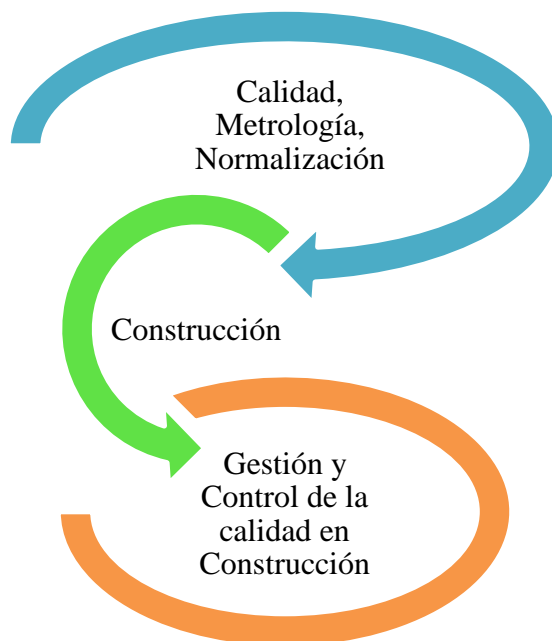 Calidad,
Metrología,
Normalización
Construcción
Gestión y
Control de la
calidad en
Construcción